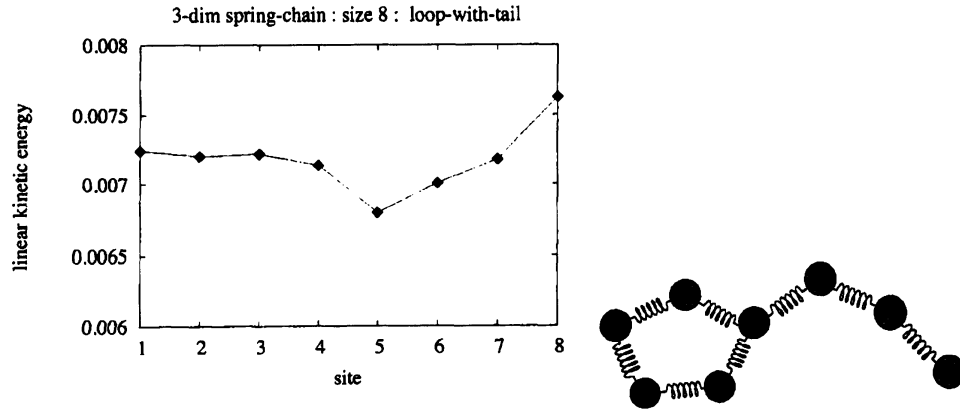 3-dim spring-chain : size 8 : loop-with-tail
0.008
0.0075
0.007
0.0065
0.006
linear kinetic energy
1 2 3 4 5 6 7 8
site